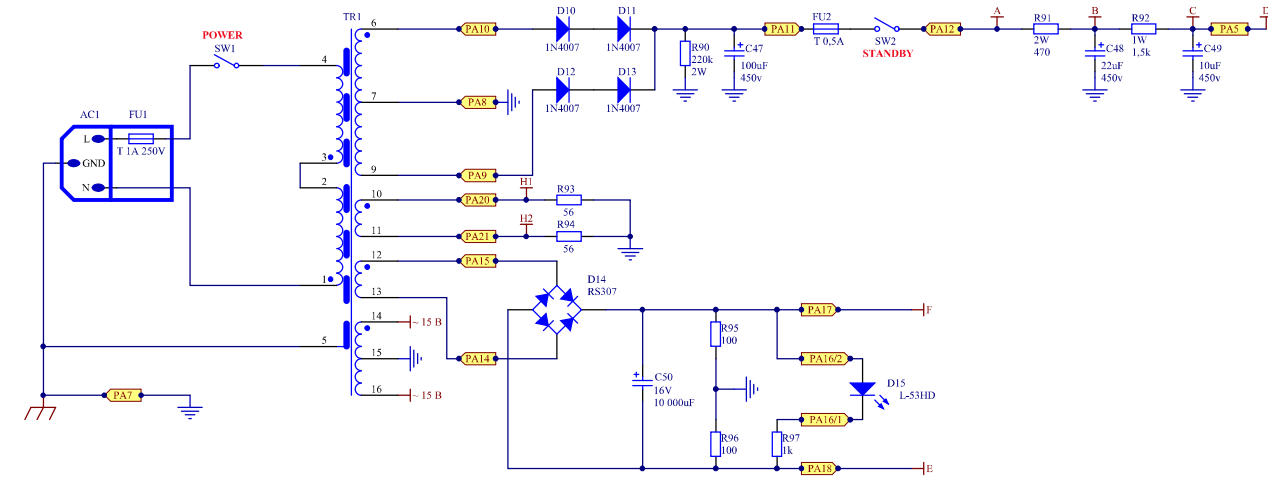 TR1
6
PA10
D10
1N4007
D11
1N4007
PA11
FU2
T 0,5A
SW2
STANDBY
PA12
A
R91
2W
470
B
R92
1W
1,5k
C
PA5
D
POWER
SW1
4
R90
220k
2W
C47
100uF
450v
C48
22uF
450v
C49
10uF
450v
D12
1N4007
D13
1N4007
7
PA8
AC1
FU1
L
T 1A 250V
GND
N
3
2
9
PA9
H1
10
PA20
R93
56
H2
11
PA21
R94
56
12
PA15
D14
RS307
1
13
14
~ 15 В
5
15
PA14
16
~ 15 В
PA7
PA17
F
R95
100
PA16/2
C50
16V
10 000uF
D15
L-53HD
PA16/1
R96
100
R97
1k
PA18
E